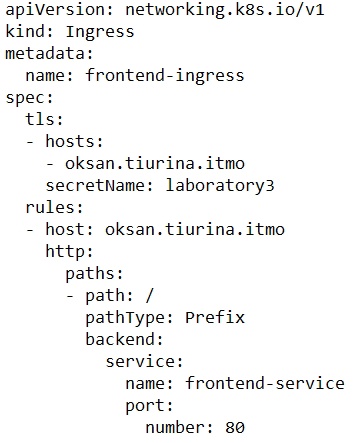 apiVersion: networking.k8s.io/v1
kind: Ingress
metadata:
  name: frontend-ingress
spec:
  tls:
  - hosts:
    - oksan.tiurina.itmo
    secretName: laboratory3
  rules:
  - host: oksan.tiurina.itmo
    http:
      paths:
      - path: /
        pathType: Prefix
        backend:
          service:
            name: frontend-service
            port:
              number: 80